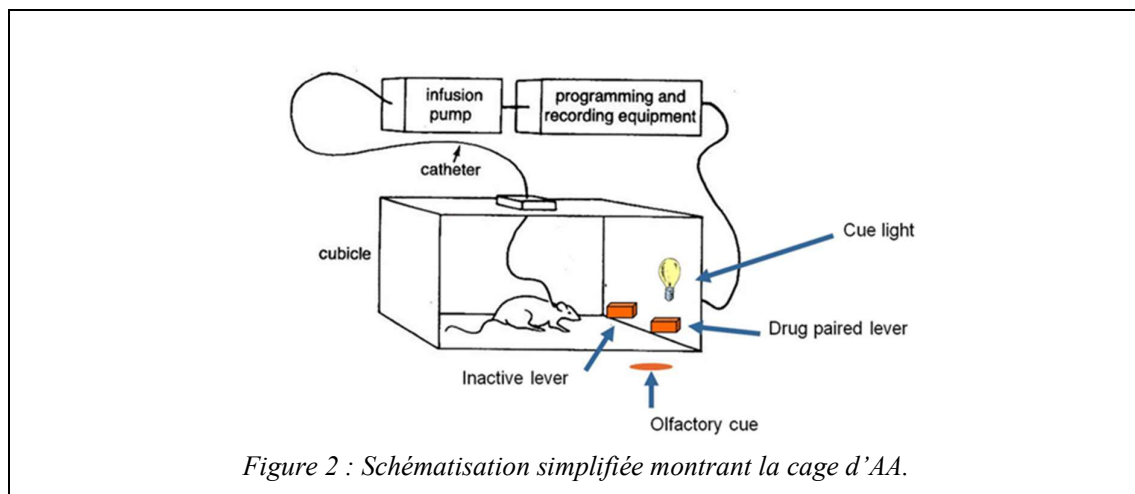 infusion
pump
programming and
recording equipment
catheter
cubicle
Cue light
Drug paired lever
Inactive lever
Olfactory cue
Figure 2 : Schématisation simplifiée montrant la cage d’AA.